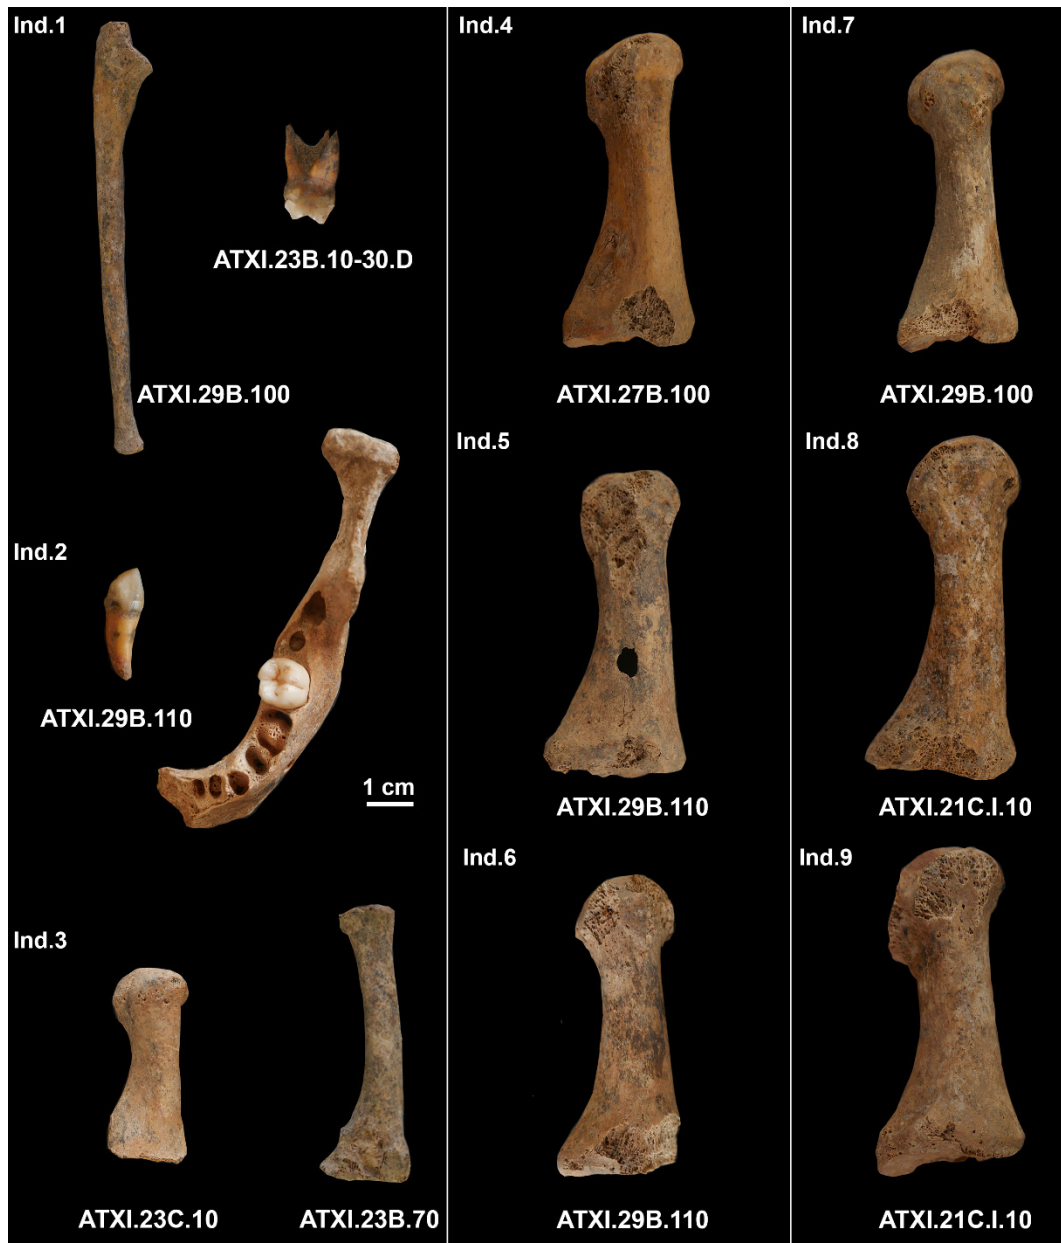 Ind.1
ATXI.23B.10-30.D
ATXI.29B.100
Ind.2
ATXI.29B.110
1 cm
Ind.3
ATXI.23C.10
ATXI.23B.70
Ind.4
ATXI.27B.100
Ind.5
ATXI.29B.110
Ind.6
ATXI.29B.110
Ind.7
ATXI.29B.100
Ind.8
ATXI.21C.I.10
Ind.9
ATXI.21C.I.10